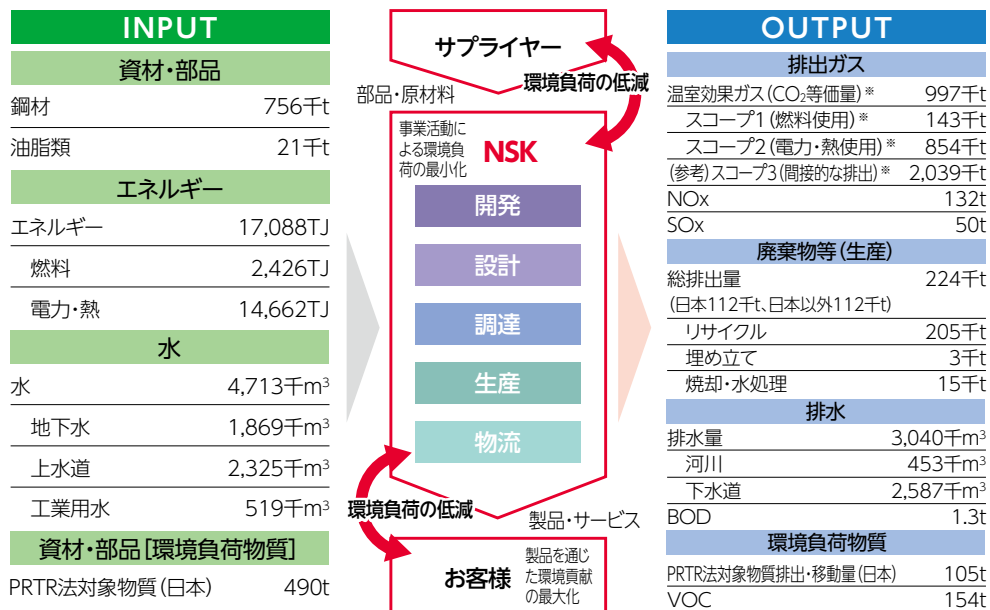 INPUT
資材・部品
鋼材 756千t
油脂類 21千t
エネルギー
エネルギー 17,088TJ
燃料 2,426TJ
電力・熱 14,662TJ
水
水 4,713千m³
地下水 1,869千m³
上水道 2,325千m³
工業用水 519千m³
資材・部品[環境負荷物質]
PRTR法対象物質(日本) 490t
サプライヤー
環境負荷の低減
部品・原材料
事業活動に
よる環境負
荷の最小化
NSK
開発
設計
調達
生産
物流
環境負荷の低減
製品・サービス
お客様
製品を通じ
た環境貢献
の最大化
OUTPUT
排出ガス
温室効果ガス(CO₂等価量)※ 997千t
スコープ1(燃料使用)※ 143千t
スコープ2(電力・熱使用)※ 854千t
(参考)スコープ3(間接的な排出)※ 2,039千t
NOx 132t
SOx 50t
廃棄物等(生産)
総排出量 224千t
(日本112千t、日本以外112千t)
リサイクル 205千t
埋め立て 3千t
焼却・水処理 15千t
排水
排水量 3,040千m³
河川 453千m³
下水道 2,587千m³
BOD 1.3t
環境負荷物質
PRTR法対象物質排出・移動量(日本) 105t
VOC 154t